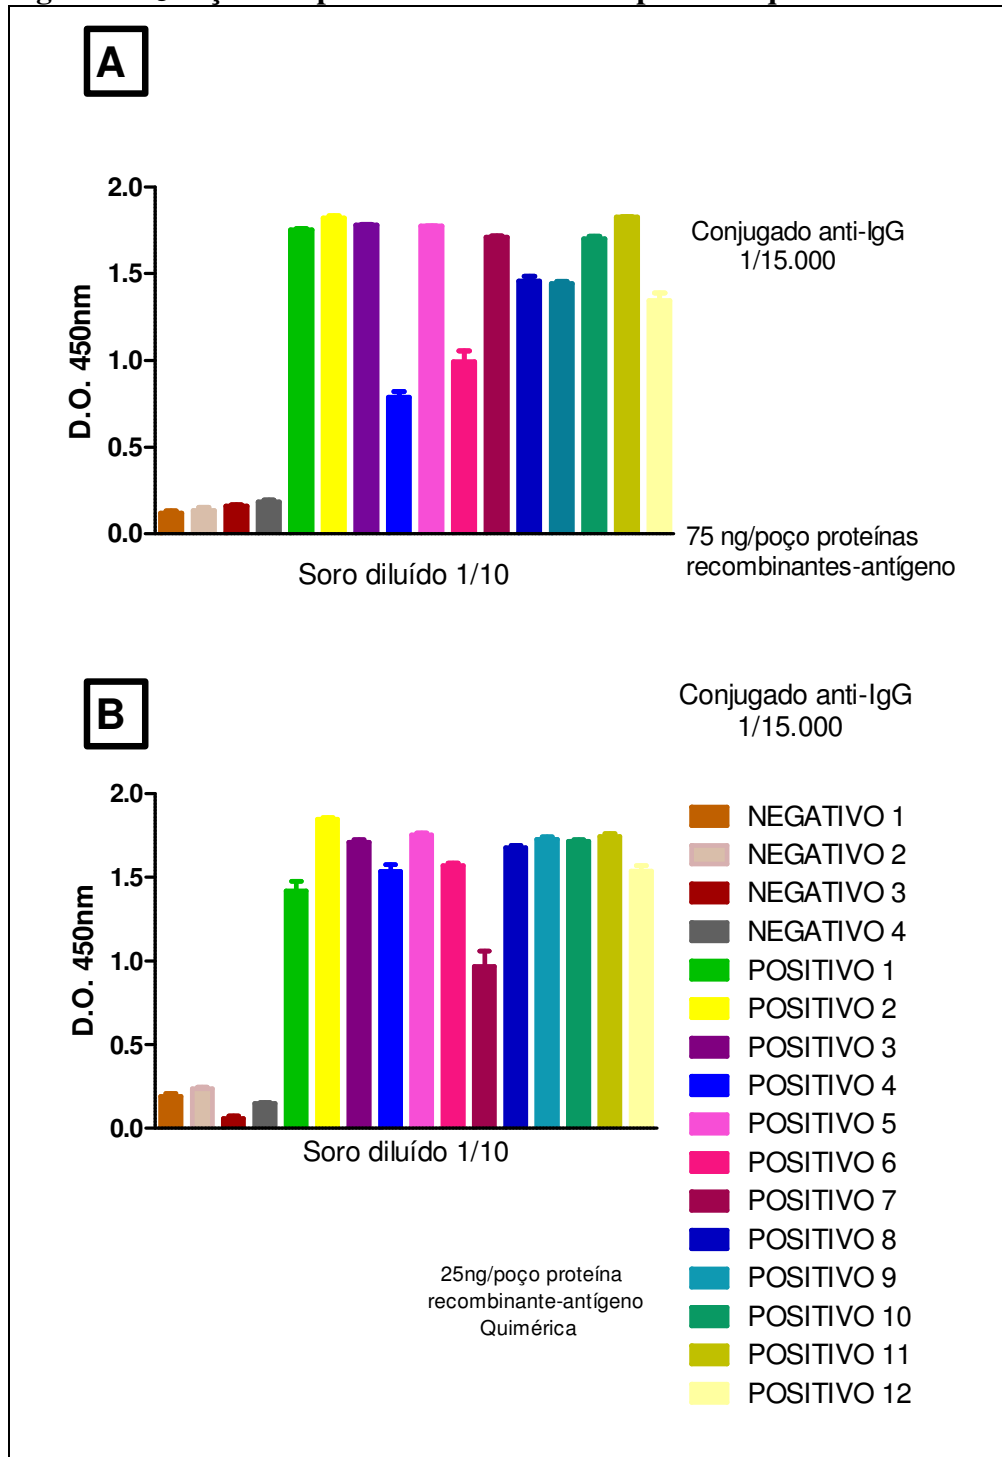 A
2.0
1.5
1.0
0.5
0.0
D.O. 450nm
Soro diluído 1/10
Conjugado anti-IgG
1/15.000
75 ng/poço proteínas
recombinantes-antígeno
B
Conjugado anti-IgG
1/15.000
2.0
1.5
1.0
0.5
0.0
D.O. 450nm
Soro diluído 1/10
NEGATIVO 1
NEGATIVO 2
NEGATIVO 3
NEGATIVO 4
POSITIVO 1
POSITIVO 2
POSITIVO 3
POSITIVO 4
POSITIVO 5
POSITIVO 6
POSITIVO 7
POSITIVO 8
POSITIVO 9
POSITIVO 10
POSITIVO 11
POSITIVO 12
25ng/poço proteína
recombinante-antígeno
Quimérica